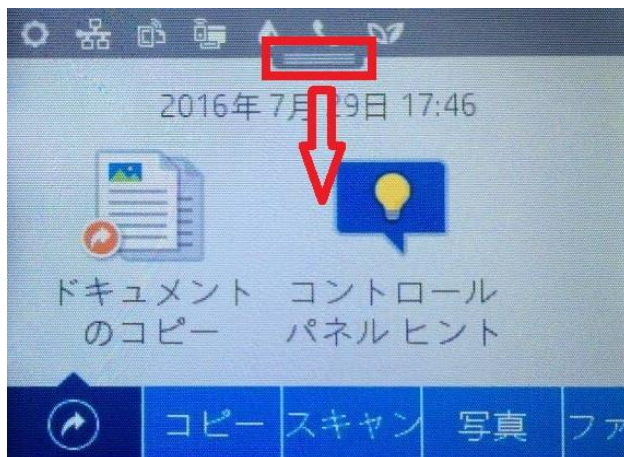 2016年 7月29日 17:46
ドキュメント
のコピー
コントロール
パネル ヒント
コピー
スキャン
写真
ファ